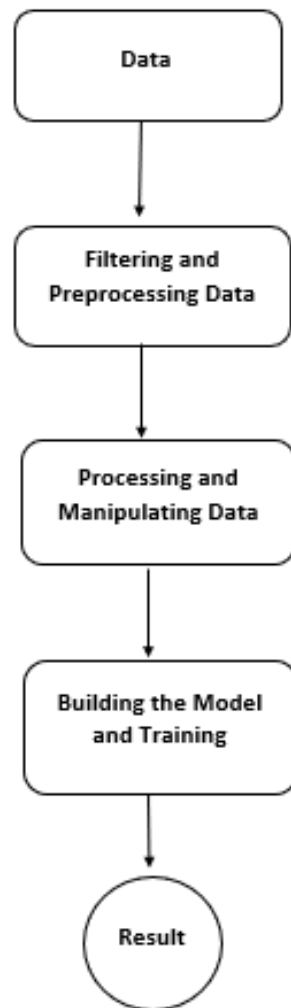 Data
Filtering and
Preprocessing Data
Processing and
Manipulating Data
Building the Model
and Training
Result